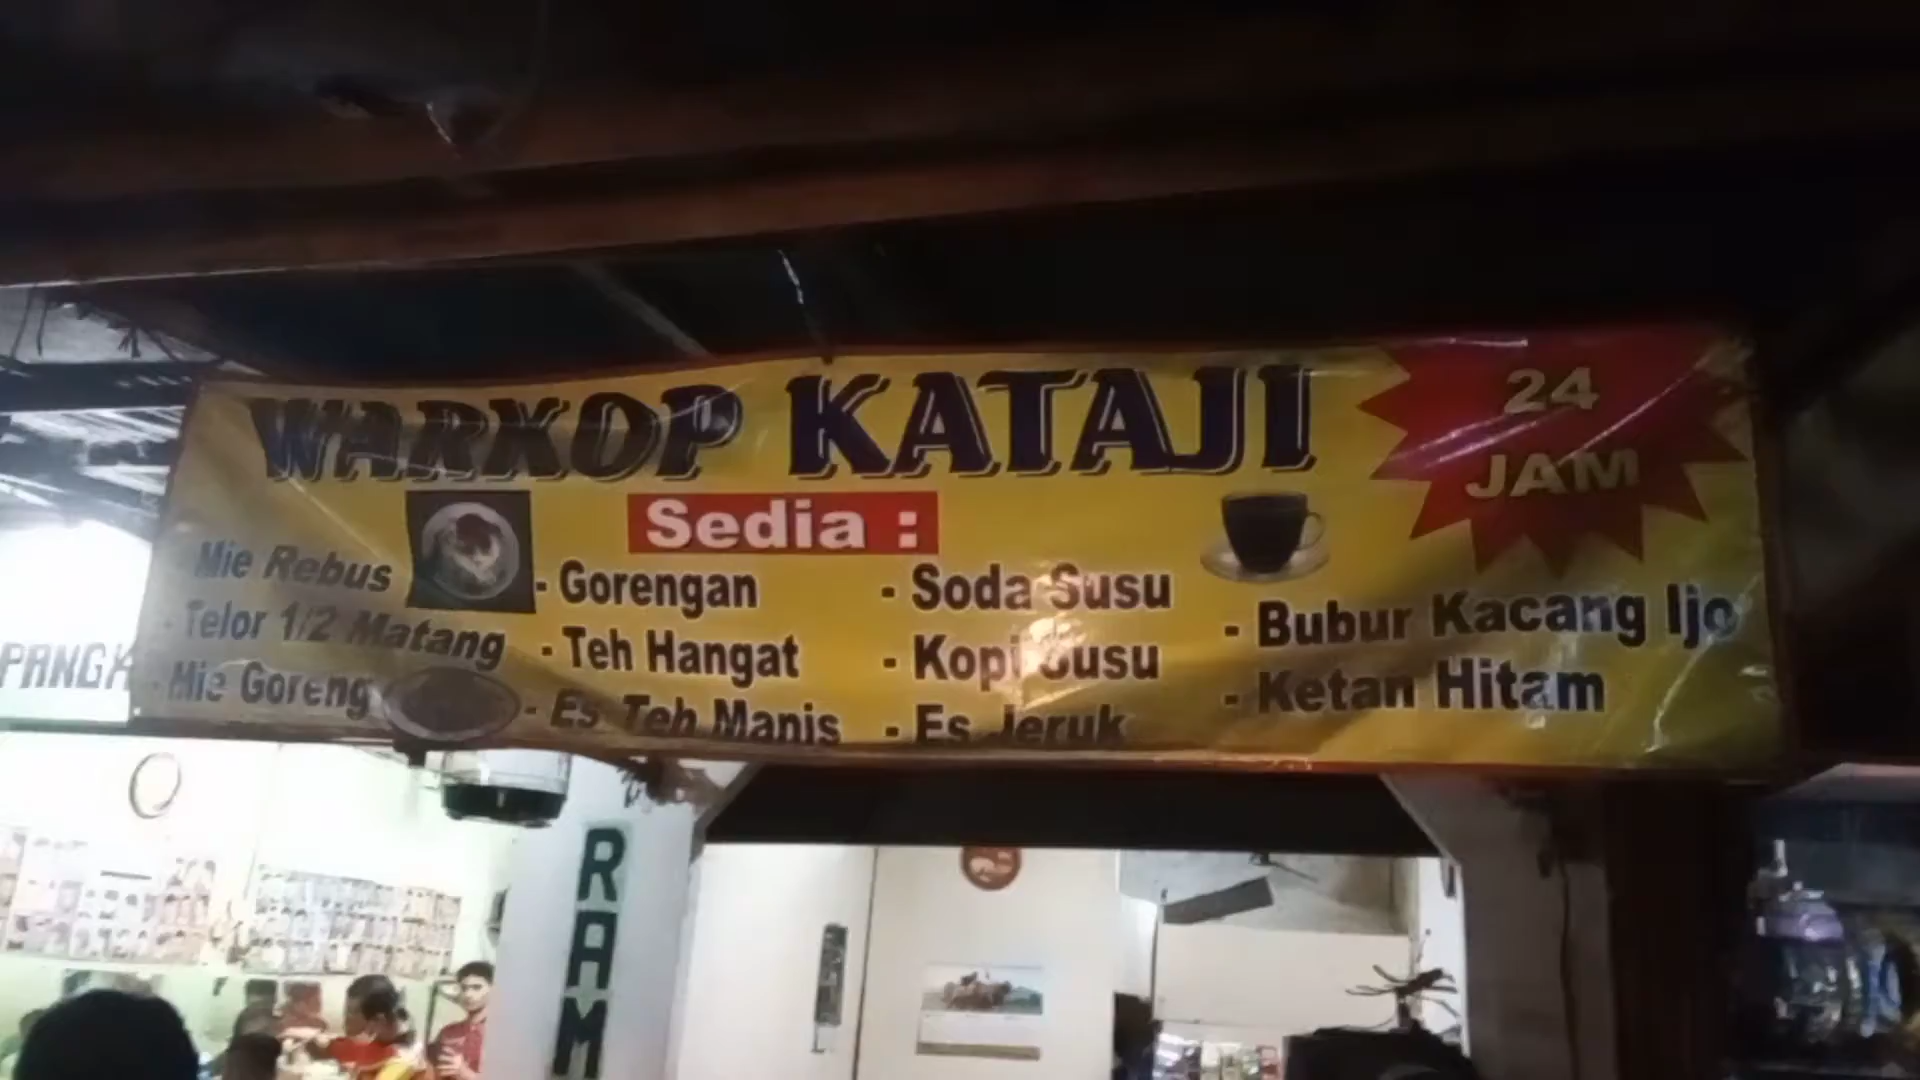 WARKOP KATAJI
24
JAM
Sedia :
Mie Rebus
- Telor 1/2 Matang
- Mie Goreng
- Gorengan
- Teh Hangat
- Es Teh Manis
- Soda Susu
- Kopi Susu
- Es Jeruk
- Bubur Kacang Ijo
- Ketan Hitam
PANGK
RAM